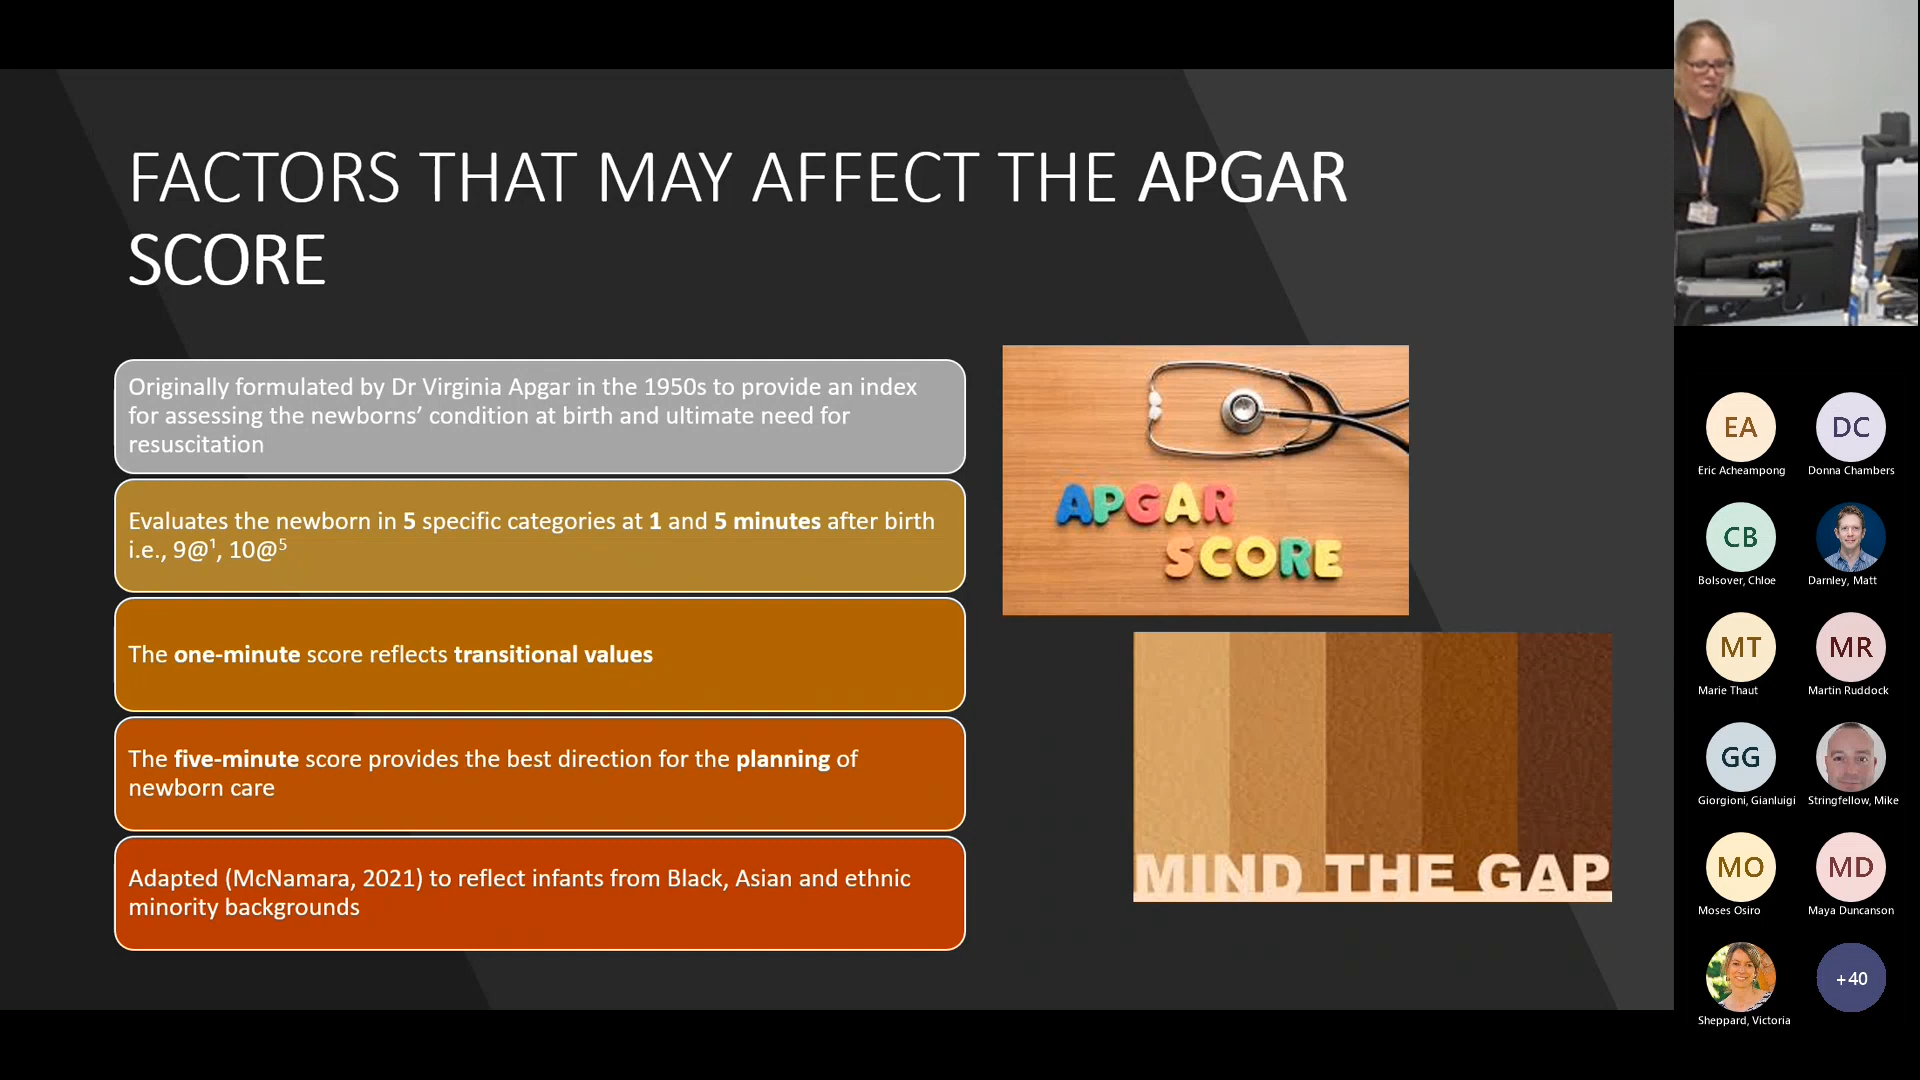 FACTORS THAT MAY AFFECT THE APGAR
SCORE
Originally formulated by Dr Virginia Apgar in the 1950s to provide an index
for assessing the newborns’ condition at birth and ultimate need for
resuscitation
Evaluates the newborn in 5 specific categories at 1 and 5 minutes after birth
i.e., 9@¹, 10@⁵
The one-minute score reflects transitional values
The five-minute score provides the best direction for the planning of
newborn care
Adapted (McNamara, 2021) to reflect infants from Black, Asian and ethnic
minority backgrounds
APGAR
SCORE
MIND THE GAP
EA
DC
Eric Acheampong
Donna Chambers
CB
Bolsover, Chloe
Darnley, Matt
MT
MR
Marie Thaut
Martin Ruddock
GG
Giorgioni, Gianluigi
Stringfellow, Mike
MO
MD
Moses Osiro
Maya Duncanson
+40
Sheppard, Victoria